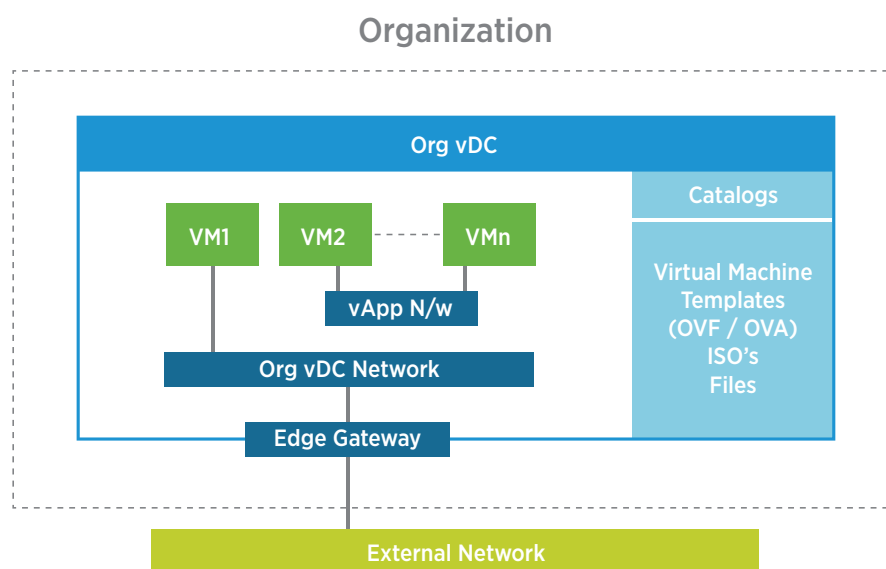 Organization
Org vDC
Catalogs
VM1
VM2
VMn
vApp N/w
Org vDC Network
Edge Gateway
Virtual Machine
Templates
(OVF / OVA)
ISO's
Files
External Network